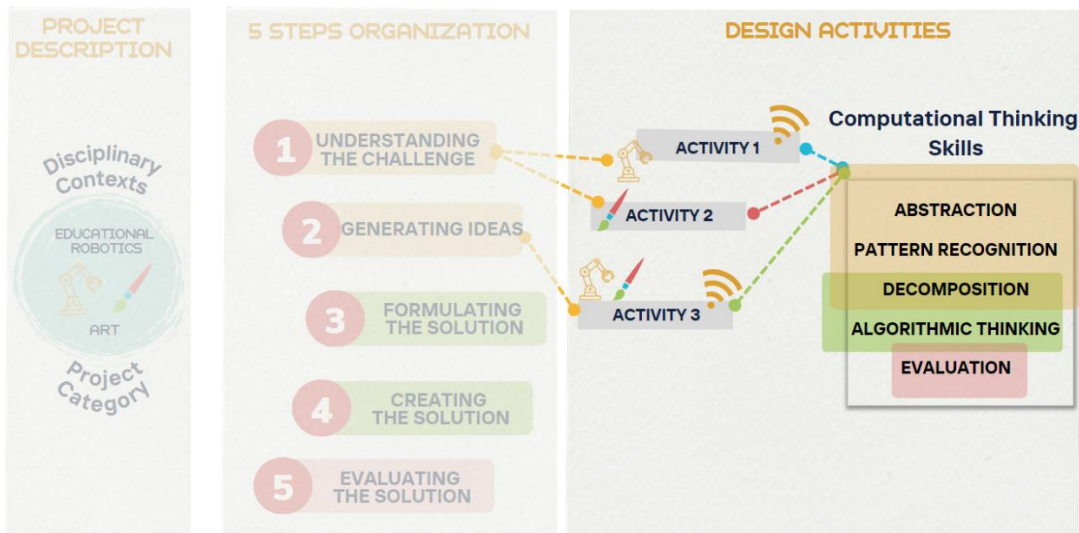 PROJECT
DESCRIPTION
Disciplinary
Contexts
EDUCATIONAL
ROBOTICS
ART
Project
Category
5 STEPS ORGANIZATION
1 UNDERSTANDING
THE CHALLENGE
2 GENERATING IDEAS
3 FORMULATING
THE SOLUTION
4 CREATING
THE SOLUTION
5 EVALUATING
THE SOLUTION
DESIGN ACTIVITIES
ACTIVITY 1
ACTIVITY 2
ACTIVITY 3
Computational Thinking
Skills
ABSTRACTION
PATTERN RECOGNITION
DECOMPOSITION
ALGORITHMIC THINKING
EVALUATION